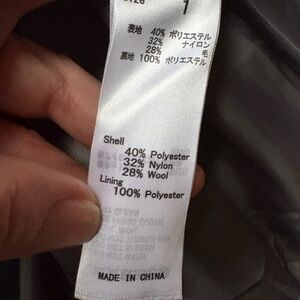 1
表地 40% ポリエステル
32% ナイロン
28% 毛
裏地 100% ポリエステル
Shell
40% Polyester
32% Nylon
28% Wool
Lining
100% Polyester
MADE IN CHINA